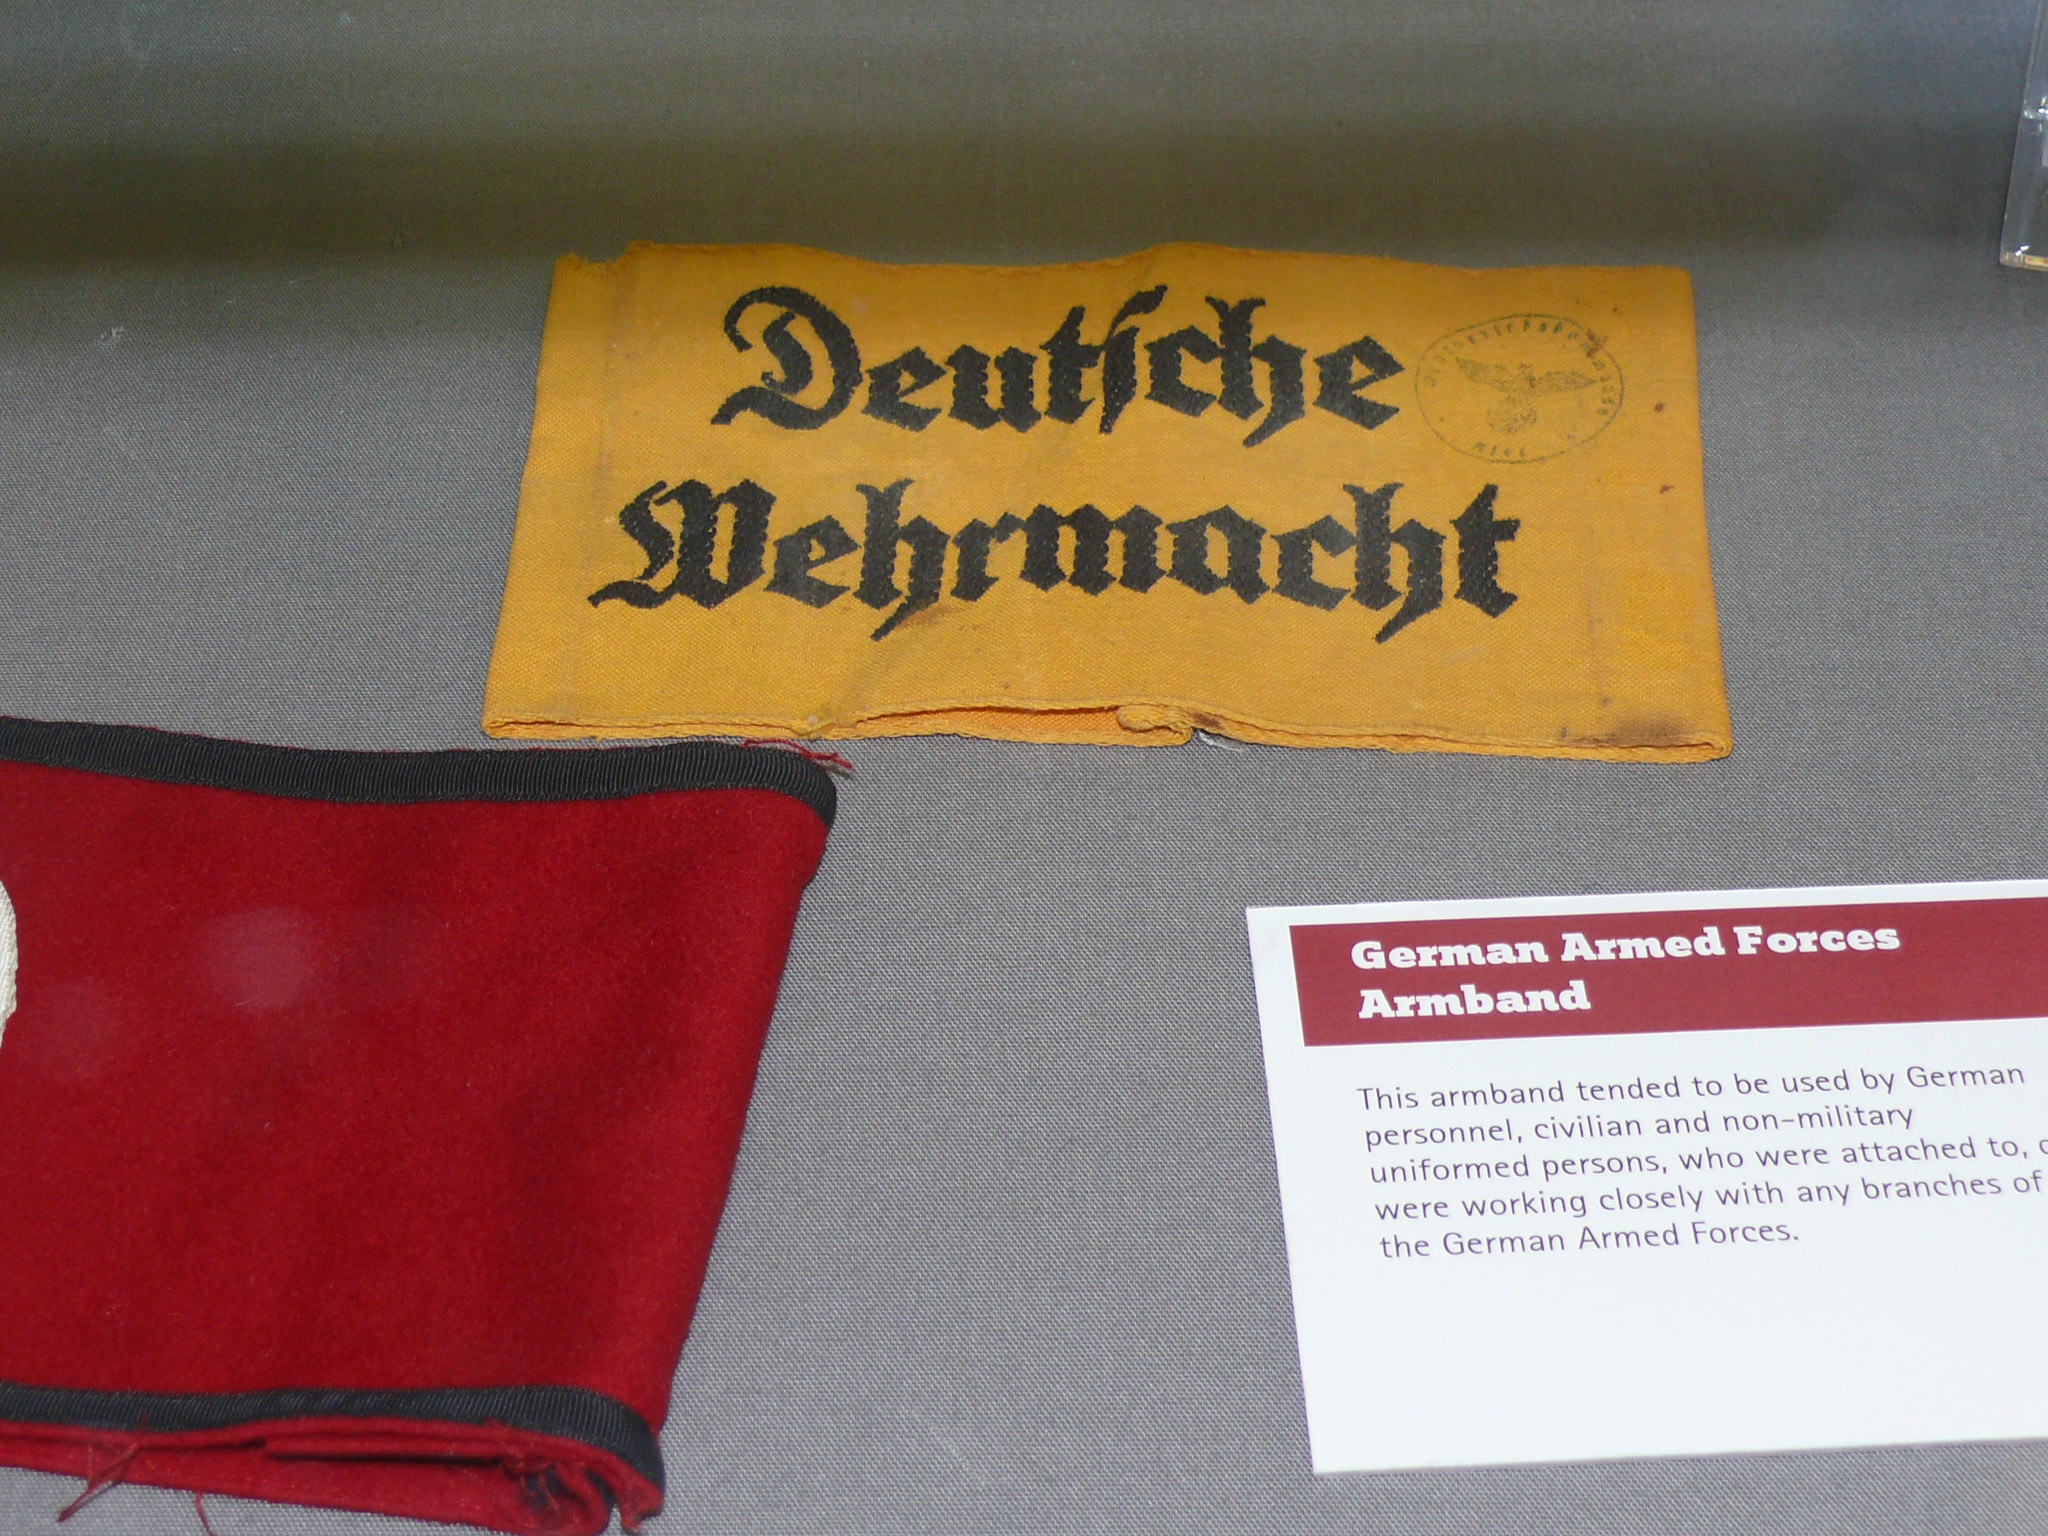 Deutſche
Wehrmacht
German Armed Forces
Armband
This armband tended to be used by German
personnel, civilian and non-military
uniformed persons, who were attached to,
were working closely with any branches of
the German Armed Forces.